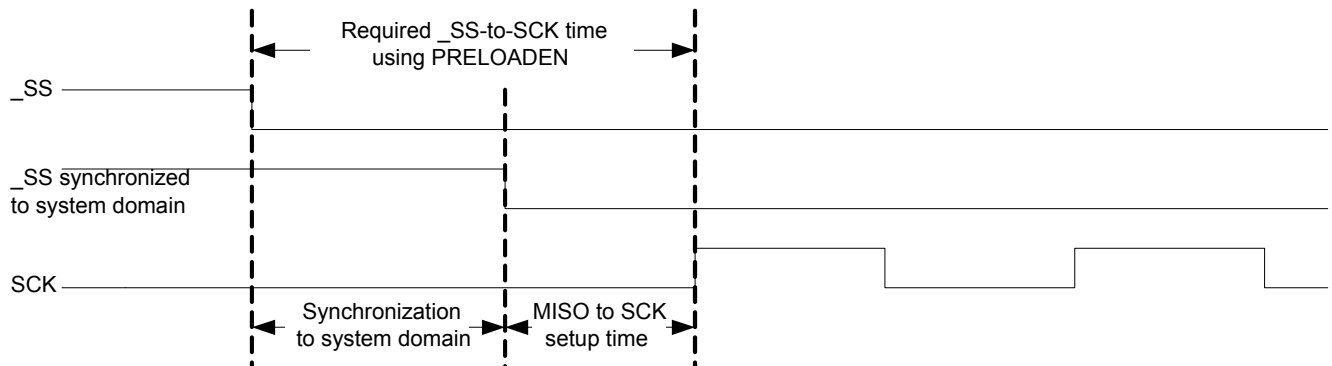 Required _SS-to-SCK time
using PRELOADEN
_SS
_SS synchronized
to system domain
SCK
Synchronization
to system domain
MISO to SCK
setup time